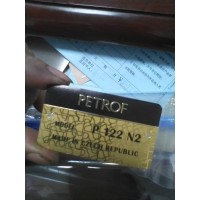 PETROF
MODEL P 122 N2
MADE IN CZECH REPUBLIC